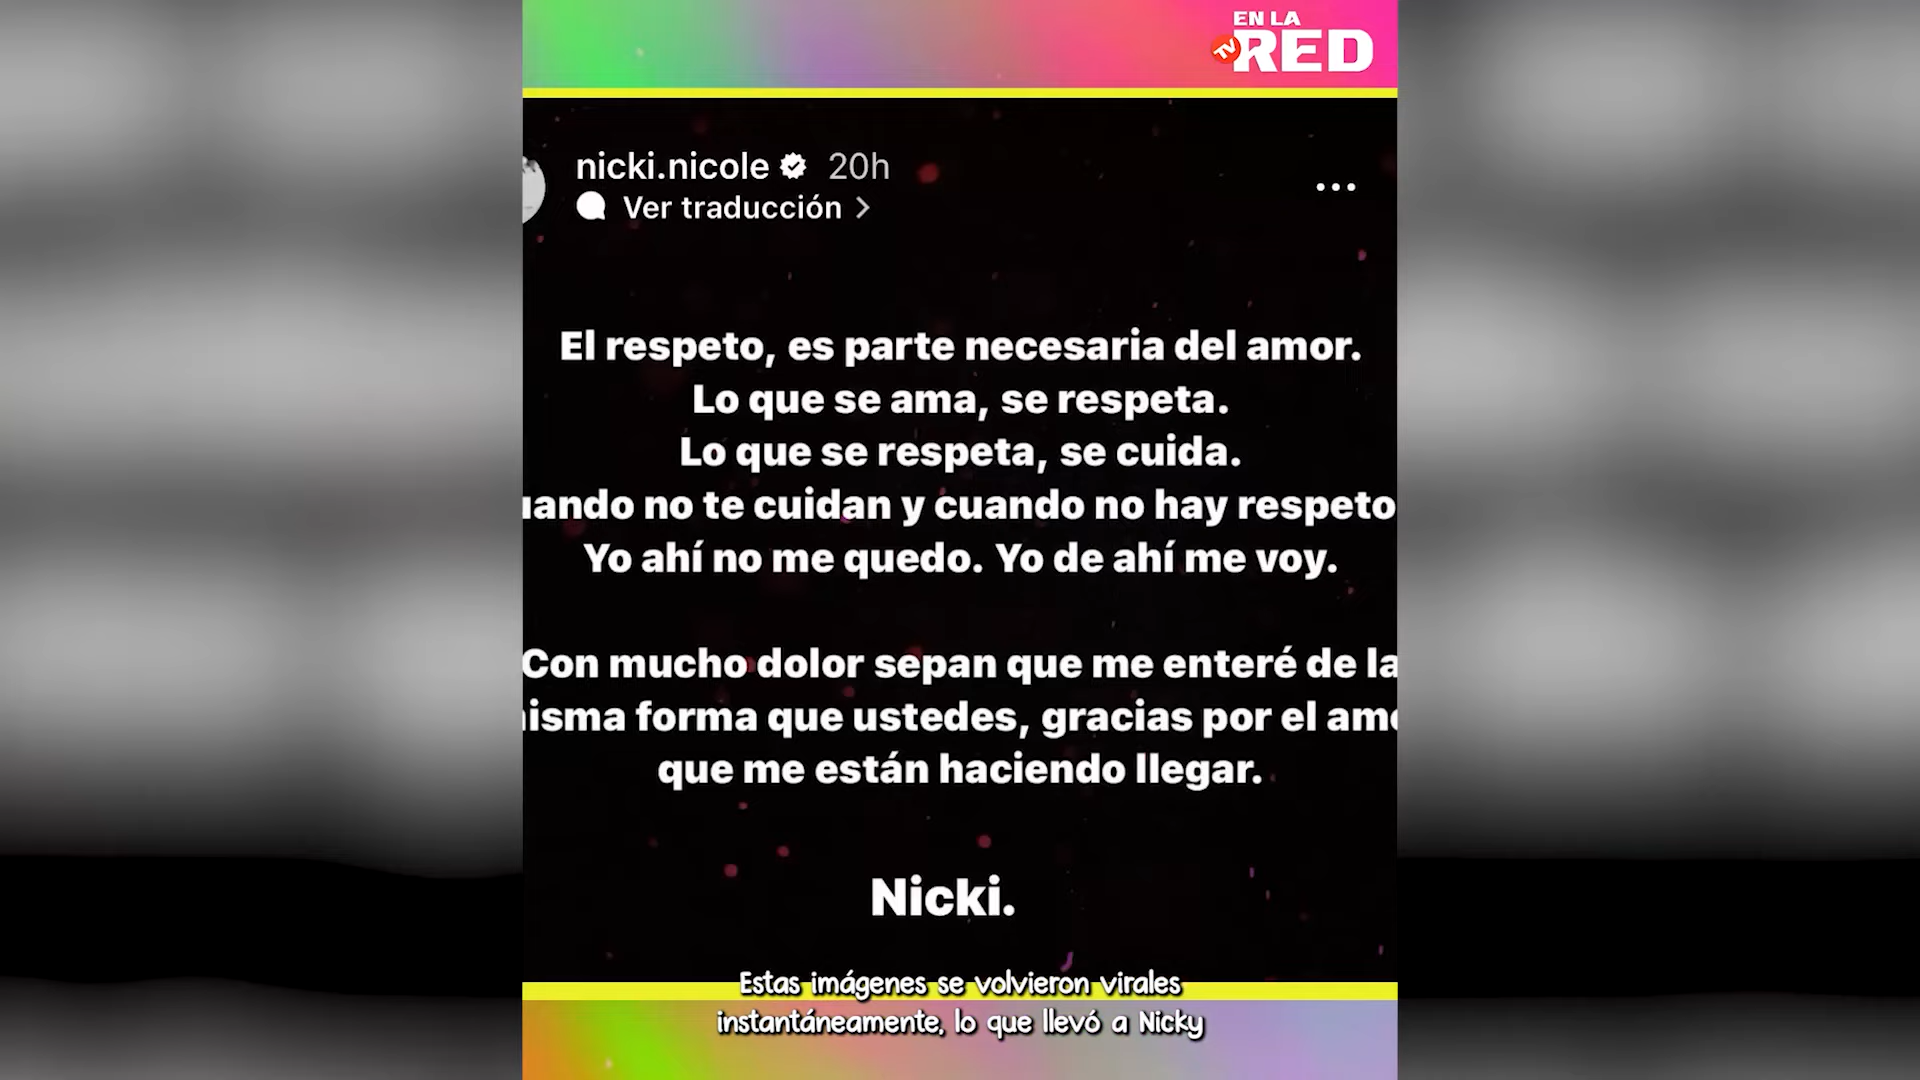 EN LA
TV RED
nicki.nicole 20h
Ver traducción >
El respeto, es parte necesaria del amor.
Lo que se ama, se respeta.
Lo que se respeta, se cuida.
uando no te cuidan y cuando no hay respeto
Yo ahí no me quedo. Yo de ahí me voy.
Con mucho dolor sepan que me enteré de la
isma forma que ustedes, gracias por el amo
que me están haciendo llegar.
Nicki.
Estas imágenes se volvieron virales
instantáneamente, lo que llevó a Nicky